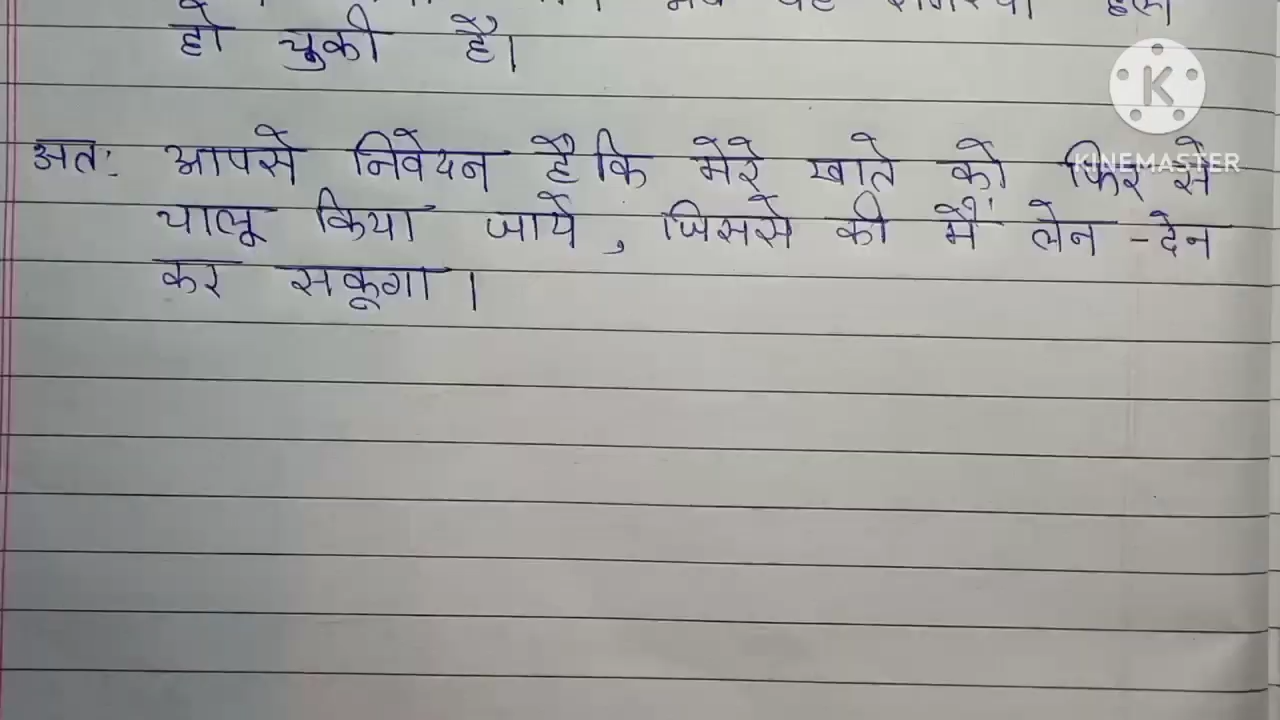 हो चुकी है।
K
KINEMASTER
अतः आपसे निवेदन है कि मेरे खाते को फिर से
चालू किया जाये, जिससे की मैं लेन -देन
कर सकूगा।